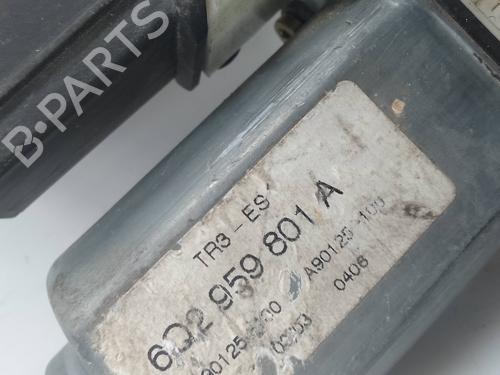 B-PARTS
TR3 - ES
6Q2 959 801 A
A90125-100
0406